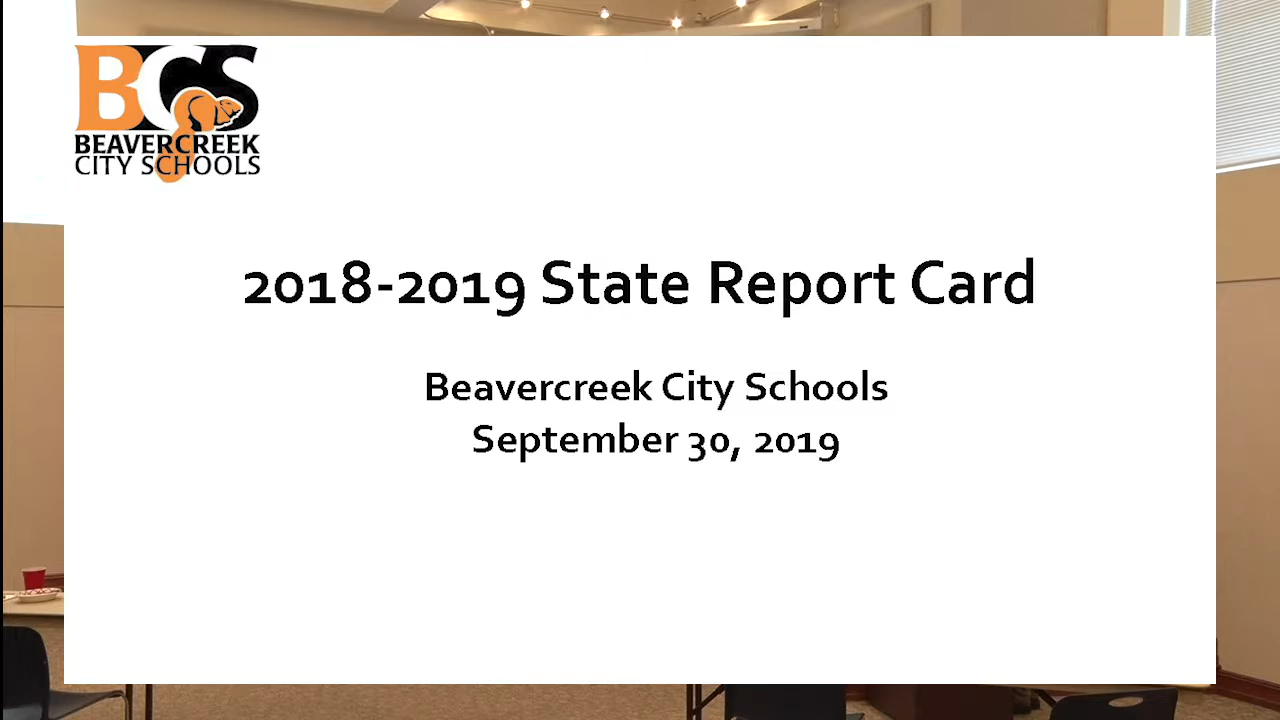 BCS
BEAVERCREEK
CITY SCHOOLS
2018-2019 State Report Card
Beavercreek City Schools
September 30, 2019